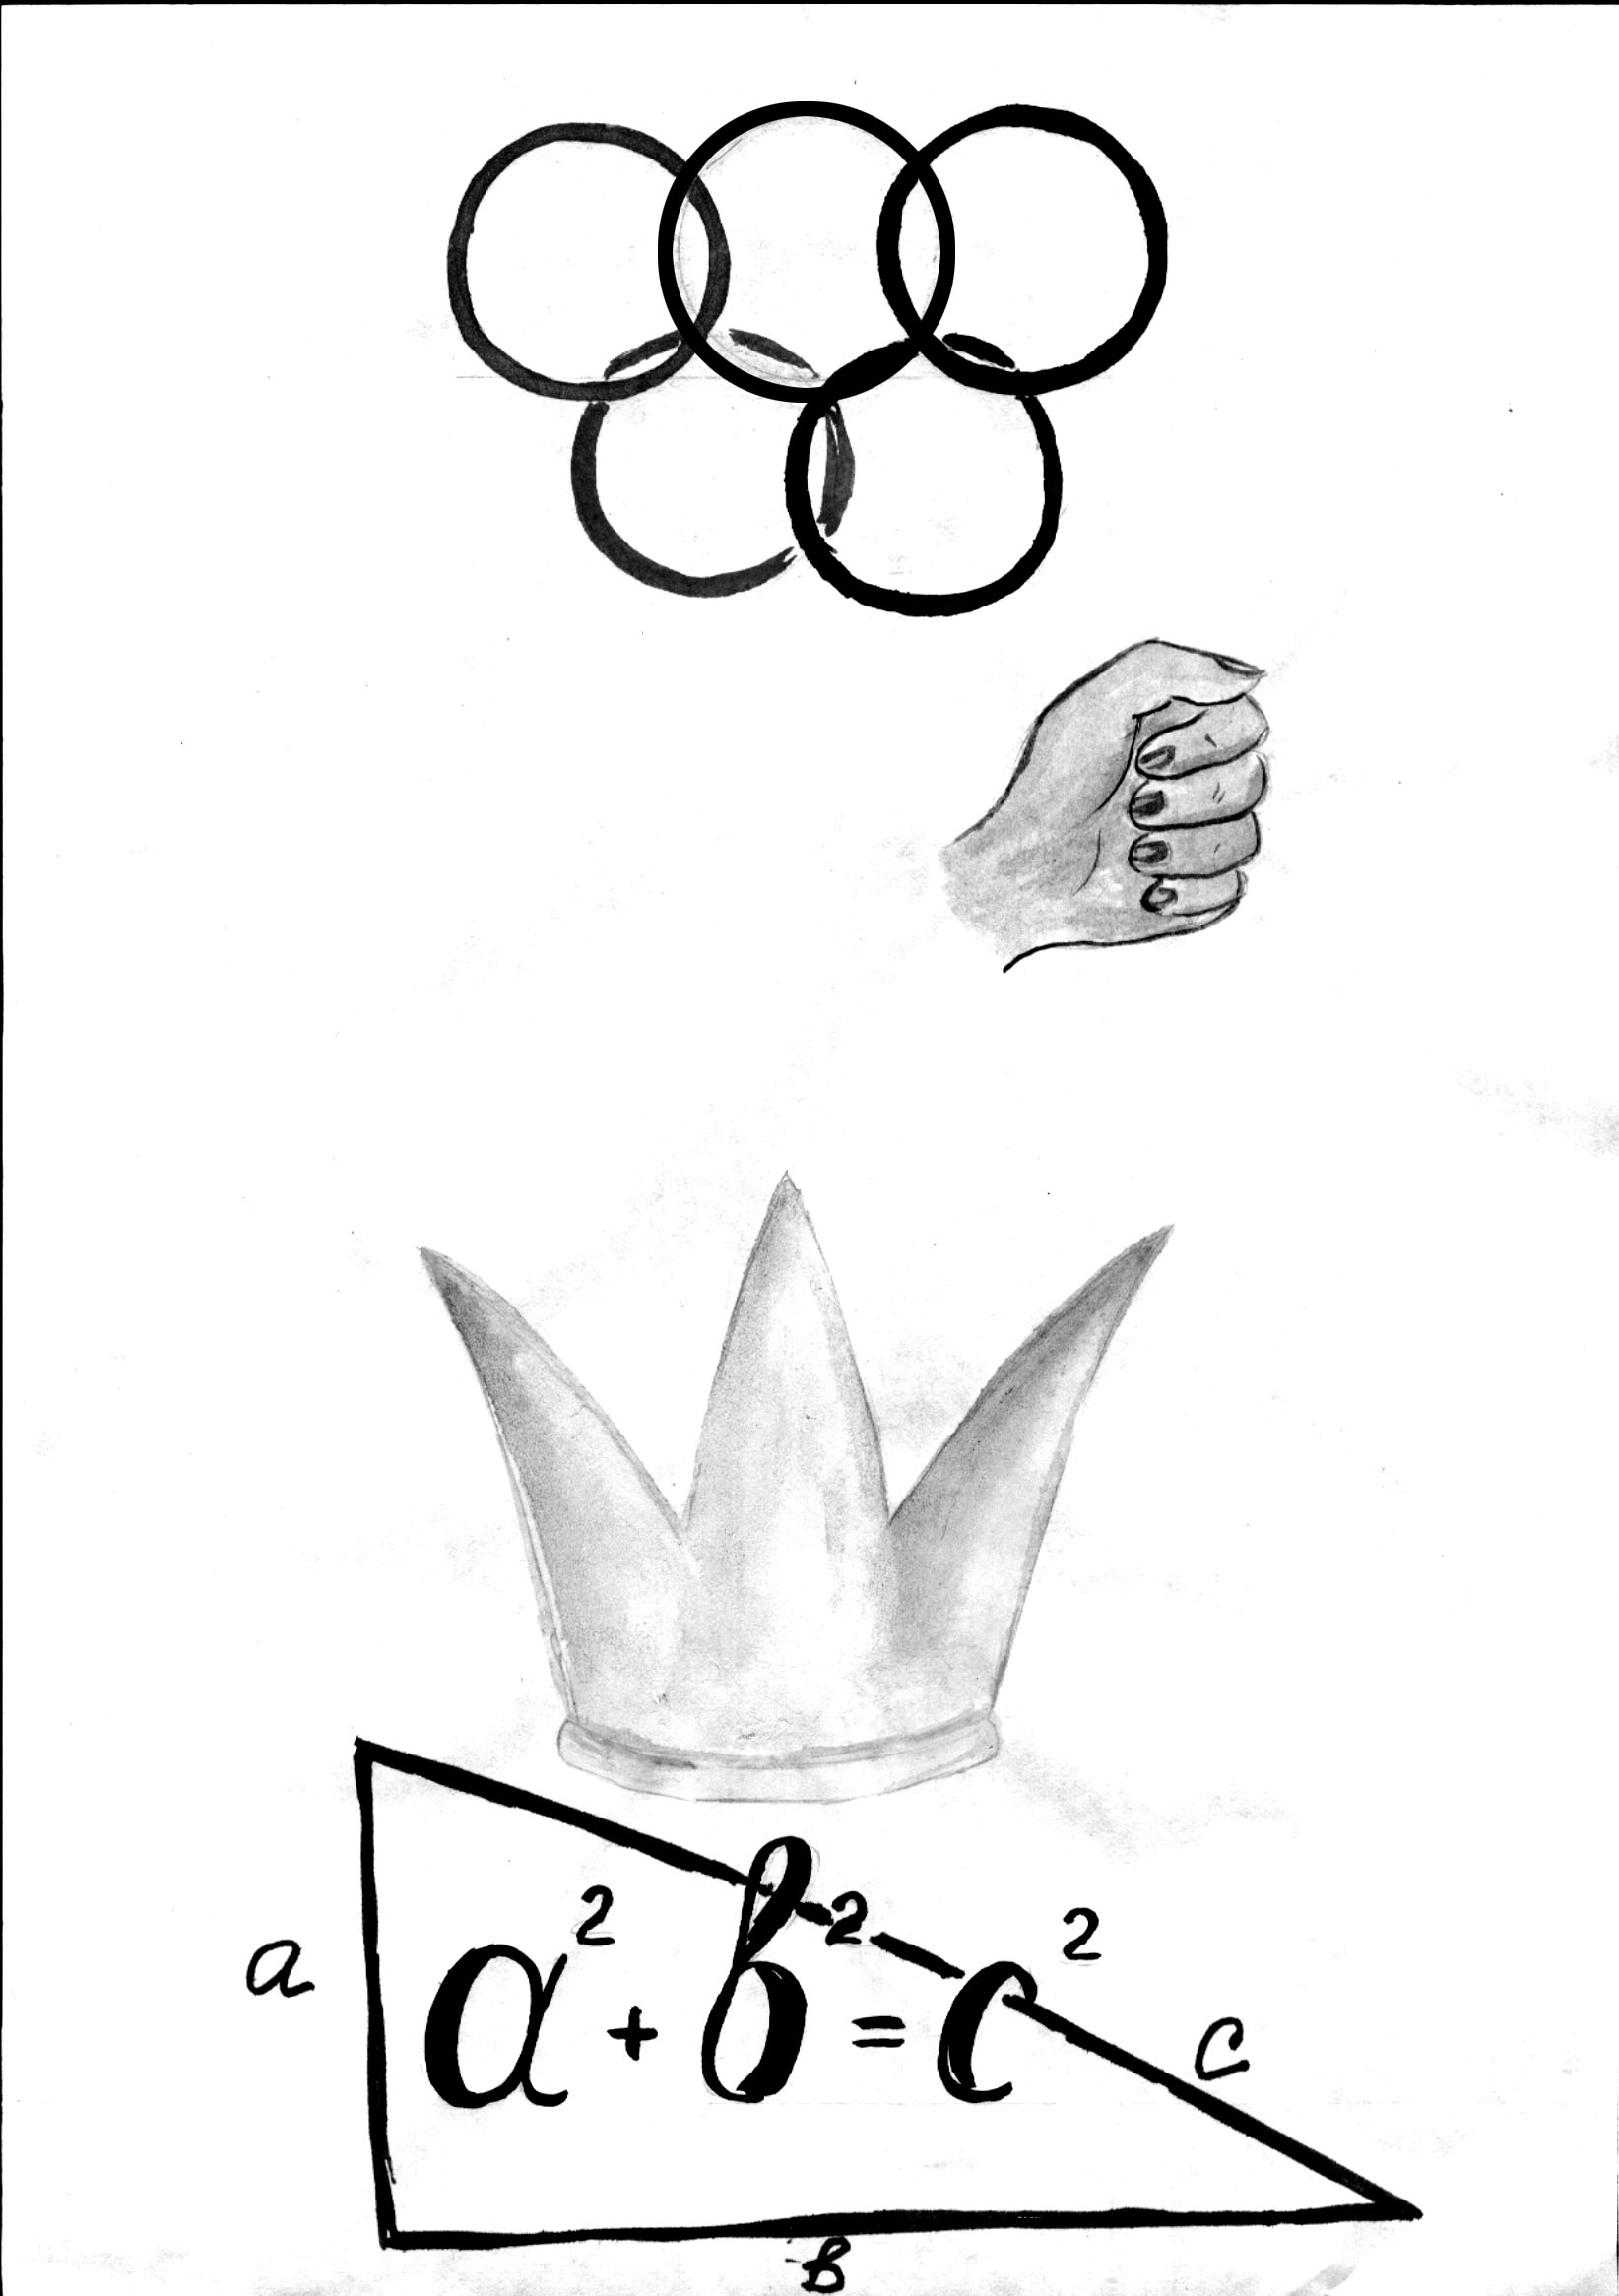 a² + b² = c²
a
c
b